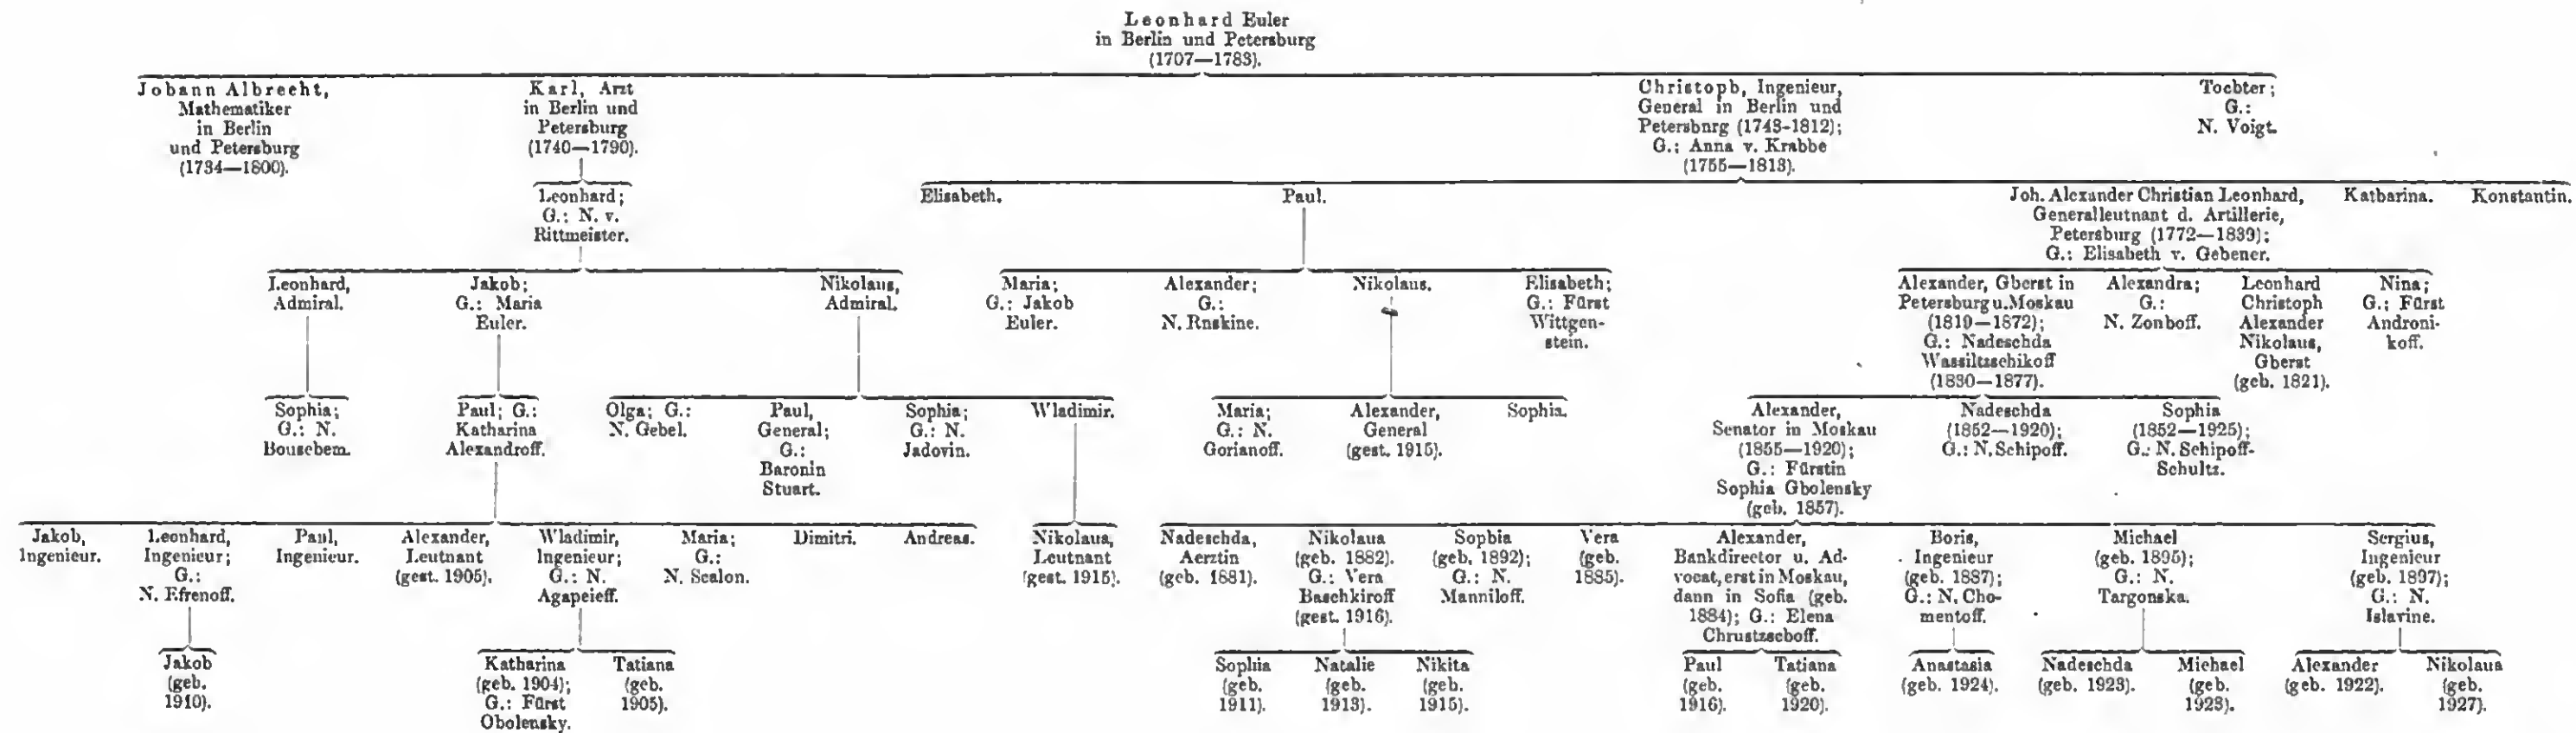 Leonhard Euler
in Berlin und Petersburg
(1707—1783).
Johann Albrecht,
Mathematiker
in Berlin
und Petersburg
(1734—1800).
Karl, Arzt
in Berlin und
Petersburg
(1740—1790).
Christoph, Ingenieur,
General in Berlin und
Petersburg (1743-1812);
G.: Anna v. Krabbe
(1755—1813).
Tochter;
G.:
N. Voigt.
Leonhard;
G.: N. v.
Rittmeister.
Elisabeth.
Paul.
Joh. Alexander Christian Leonhard,
Generalleutnant d. Artillerie,
Petersburg (1772—1839);
G.: Elisabeth v. Gebener.
Katharina.
Konstantin.
Leonhard,
Admiral.
Jakob;
G.: Maria
Euler.
Nikolaus,
Admiral.
Maria;
G.: Jakob
Euler.
Alexander;
G.:
N. Ruskine.
Nikolaus.
Elisabeth;
G.: Fürst
Wittgen-
stein.
Alexander, Oberst in
Petersburg u. Moskau
(1819—1872);
G.: Nadeschda
Wassiltzschikoff
(1830—1877).
Alexandra;
G.:
N. Zonboff.
Leonhard
Christoph
Alexander
Nikolaus,
Oberst
(geb. 1821).
Nina;
G.: Fürst
Androni-
koff.
Sophia;
G.: N.
Bouschem.
Paul; G.:
Katharina
Alexandroff.
Olga; G.:
N. Gebel.
Paul,
General;
G.:
Baronin
Stuart.
Sophia;
G.: N.
Jadovin.
Wladimir.
Maria;
G.: N.
Gorianoff.
Alexander,
General
(gest. 1915).
Sophia.
Alexander,
Senator in Moskau
(1855—1920);
G.: Fürstin
Sophia Obolensky
(geb. 1857).
Nadeschda
(1852—1920);
G.: N. Schipoff.
Sophia
(1852—1925);
G.: N. Schipoff-
Schultz.
Jakob,
Ingenieur.
Leonhard,
Ingenieur;
G.:
N. Efrenoff.
Paul,
Ingenieur.
Alexander,
Leutnant
(gest. 1905).
Wladimir,
Ingenieur;
G.: N.
Agapeieff.
Maria;
G.:
N. Scalon.
Dimitri.
Andreas.
Nikolaus,
Leutnant
(gest. 1915).
Nadeschda,
Aerztin
(geb. 1881).
Nikolaus
(geb. 1882).
G.: Vera
Baschkiroff
(gest. 1916).
Sophia
(geb. 1892);
G.: N.
Manniloff.
Vera
(geb.
1885).
Alexander,
Bankdirector u. Ad-
vocat, erst in Moskau,
dann in Sofia (geb.
1884); G.: Elena
Chrustzschoff.
Boris,
Ingenieur
(geb. 1887);
G.: N. Cho-
mentoff.
Michael
(geb. 1895);
G.: N.
Targonska.
Sergius,
Ingenieur
(geb. 1897);
G.: N.
Islavine.
Jakob
(geb.
1910).
Katharina
(geb. 1904);
G.: Fürst
Obolensky.
Tatiana
(geb.
1905).
Sophia
(geb.
1911).
Natalie
(geb.
1913).
Nikita
(geb.
1915).
Paul
(geb.
1916).
Tatiana
(geb.
1920).
Anastasia
(geb. 1924).
Nadeschda
(geb. 1923).
Michael
(geb.
1923).
Alexander
(geb. 1922).
Nikolaus
(geb.
1927).